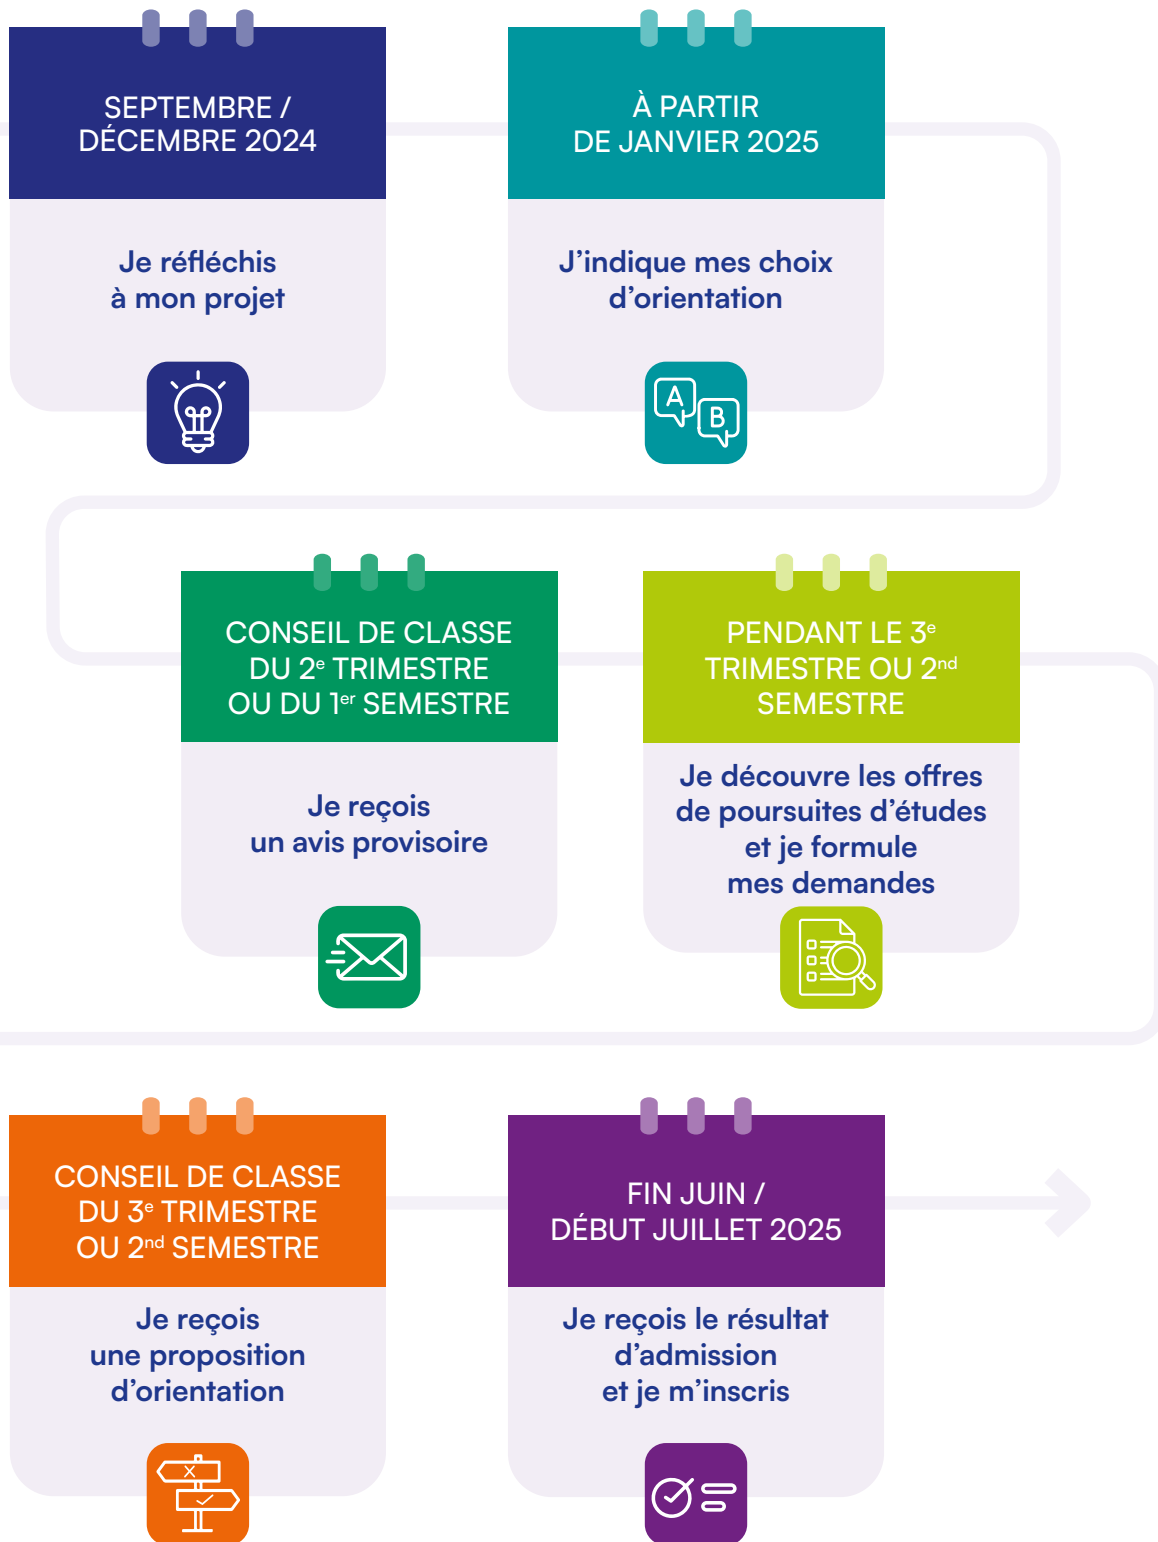 SEPTEMBRE /
DÉCEMBRE 2024
Je réfléchis
à mon projet
À PARTIR
DE JANVIER 2025
J’indique mes choix
d’orientation
A
B
CONSEIL DE CLASSE
DU 2e TRIMESTRE
OU DU 1er SEMESTRE
Je reçois
un avis provisoire
PENDANT LE 3e
TRIMESTRE OU 2nd
SEMESTRE
Je découvre les offres
de poursuites d’études
et je formule
mes demandes
CONSEIL DE CLASSE
DU 3e TRIMESTRE
OU 2nd SEMESTRE
Je reçois
une proposition
d’orientation
FIN JUIN /
DÉBUT JUILLET 2025
Je reçois le résultat
d’admission
et je m’inscris